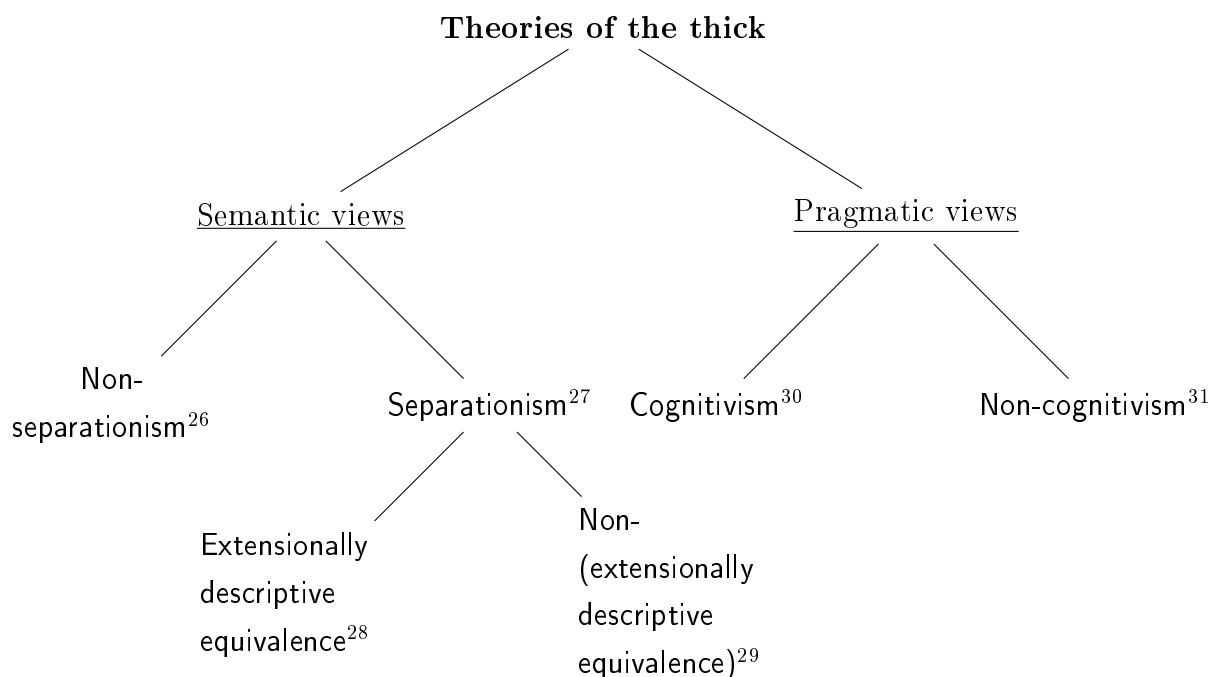 Theories of the thick
Semantic views
Pragmatic views
Non-
separationism26
Separationism27
Cognitivism30
Non-cognitivism31
Extensionally
descriptive
equivalence28
Non-
(extensionally
descriptive
equivalence)29